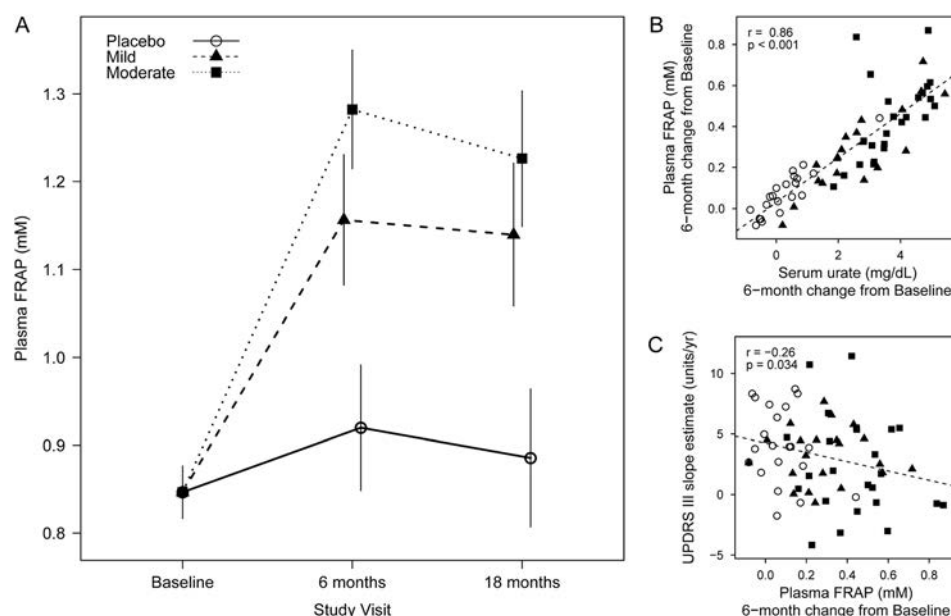 A
Placebo
Mild
Moderate
1.3
1.2
1.1
1.0
0.9
0.8
Plasma FRAP (mM)
Baseline
6 months
18 months
Study Visit
B
r = 0.86
p < 0.001
0.8
0.6
0.4
0.2
0.0
Plasma FRAP (mM)
6−month change from Baseline
0
2
4
Serum urate (mg/dL)
6−month change from Baseline
C
r = −0.26
p = 0.034
10
5
0
−5
UPDRS III slope estimate (units/yr)
0.0
0.2
0.4
0.6
0.8
Plasma FRAP (mM)
6−month change from Baseline